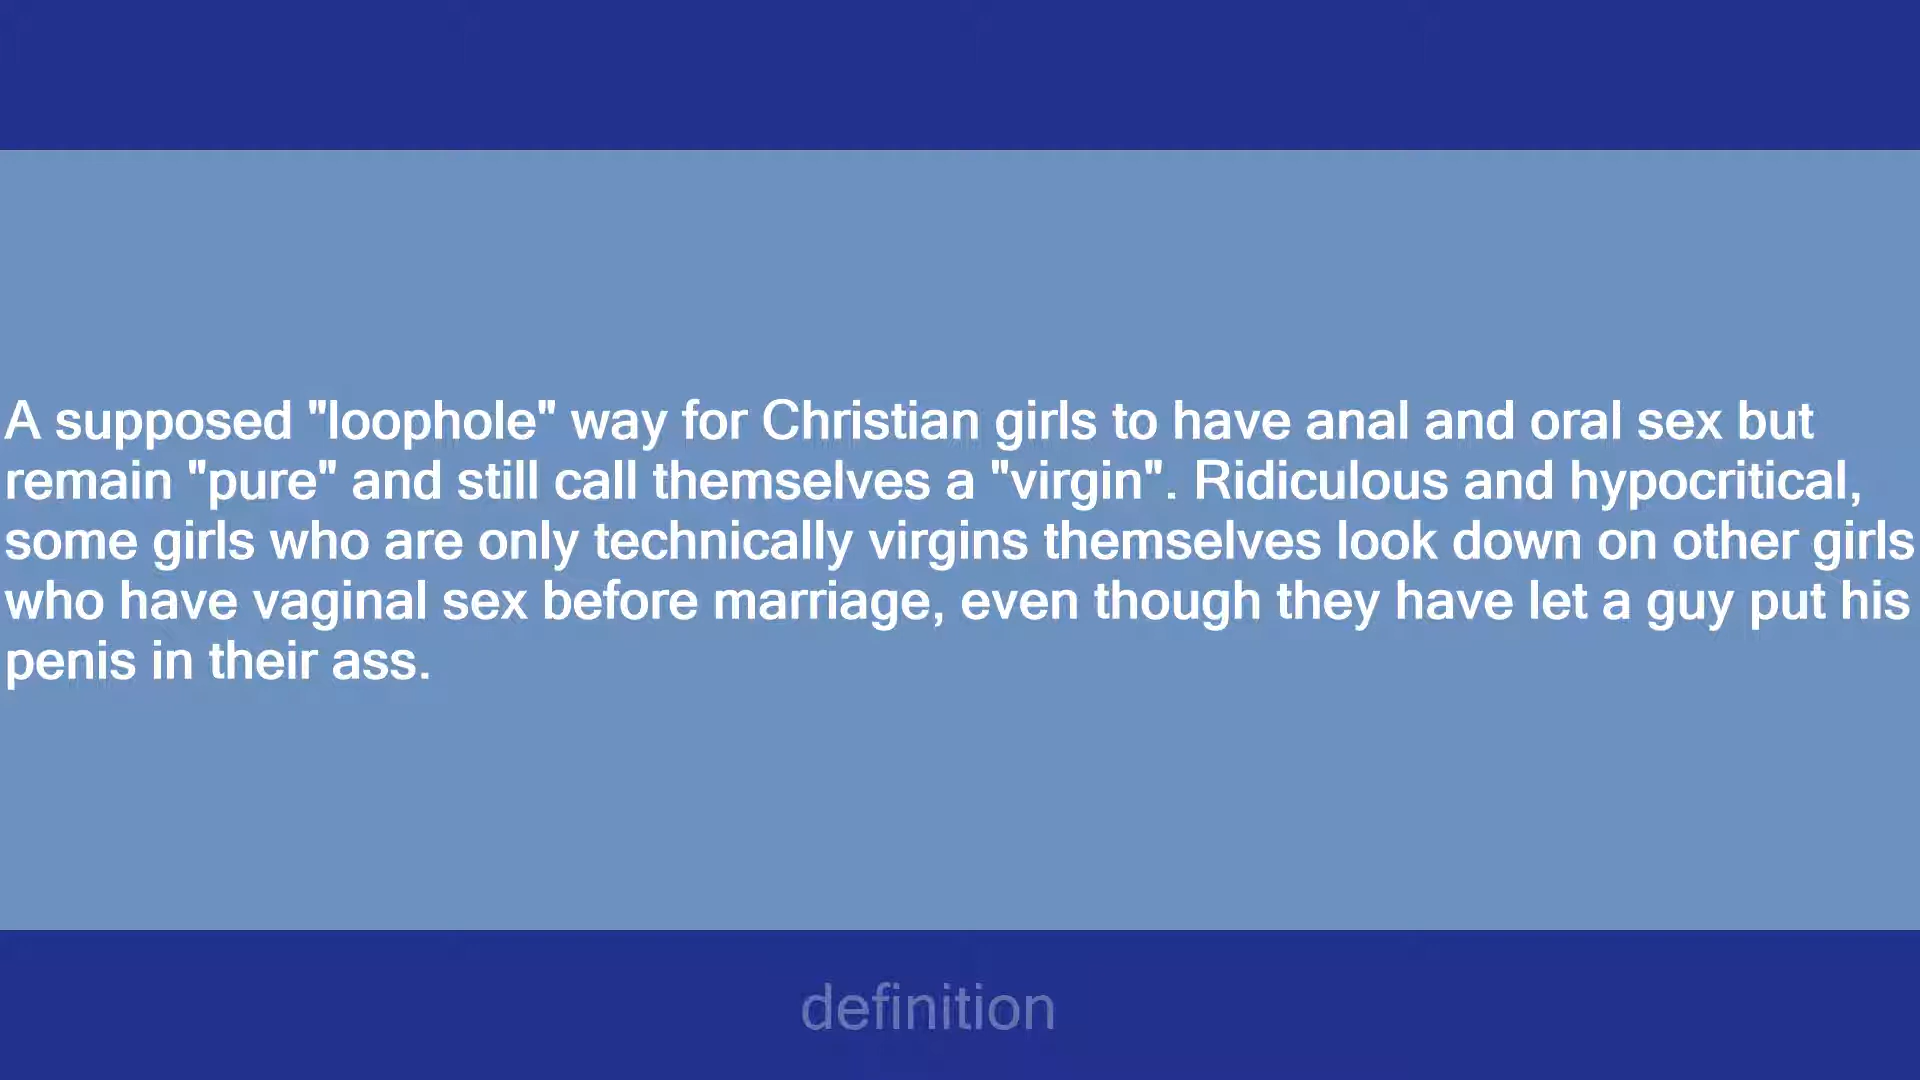 A supposed "loophole" way for Christian girls to have anal and oral sex but
remain "pure" and still call themselves a "virgin". Ridiculous and hypocritical,
some girls who are only technically virgins themselves look down on other girls
who have vaginal sex before marriage, even though they have let a guy put his
penis in their ass.
definition